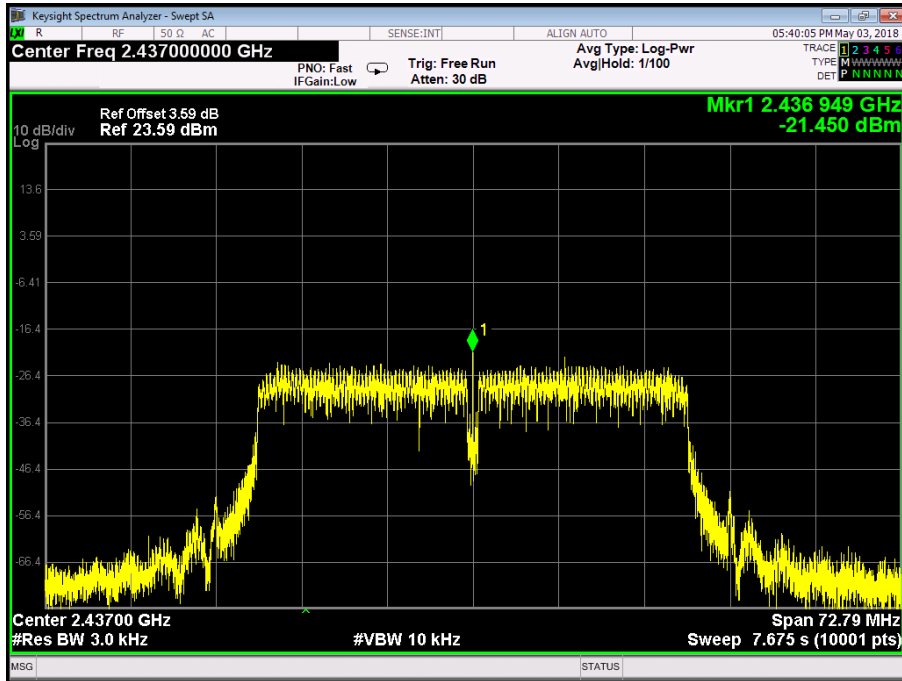 Keysight Spectrum Analyzer - Swept SA
LXI R RF 50 Ω AC SENSE:INT ALIGN AUTO 05:40:05 PM May 03, 2018
Center Freq 2.437000000 GHz
PNO: Fast
IFGain:Low
Trig: Free Run
Atten: 30 dB
Avg Type: Log-Pwr
Avg|Hold: 1/100
TRACE 1 2 3 4 5 6
TYPE M WWWWW
DET P N N N N N
Mkr1 2.436 949 GHz
-21.450 dBm
Ref Offset 3.59 dB
10 dB/div Ref 23.59 dBm
Log
13.6
3.59
-6.41
-16.4
1
-26.4
-36.4
-46.4
-56.4
-66.4
Center 2.43700 GHz Span 72.79 MHz
#Res BW 3.0 kHz #VBW 10 kHz Sweep 7.675 s (10001 pts)
MSG STATUS